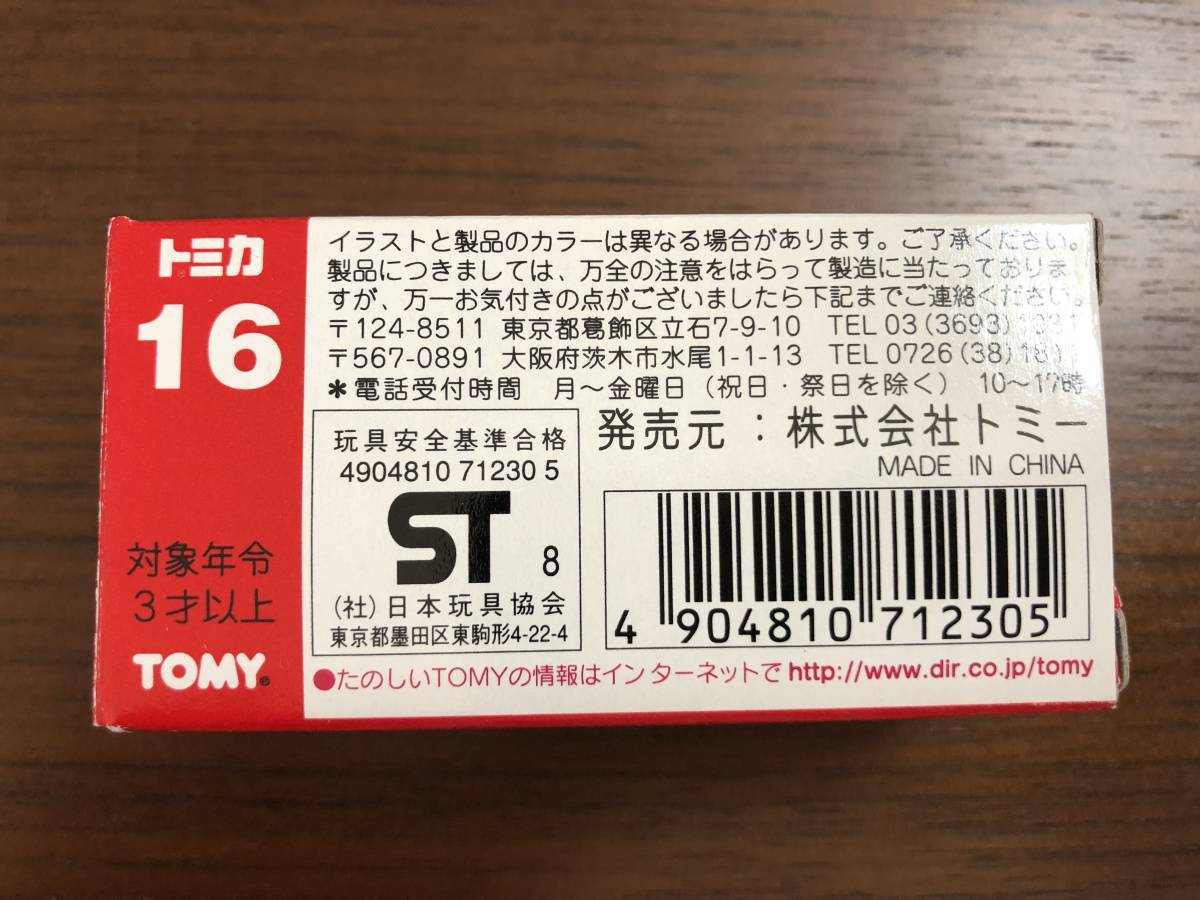 トミカ
16
対象年令
3才以上
TOMY
イラストと製品のカラーは異なる場合があります。ご了承ください。
製品につきましては、万全の注意をはらって製造に当たっておりま
すが、万一お気付きの点がございましたら下記までご連絡ください。
〒124-8511 東京都葛飾区立石7-9-10 TEL 03(3693)1031
〒567-0891 大阪府茨木市水尾1-1-13 TEL 0726(38)181
*電話受付時間 月〜金曜日(祝日・祭日を除く) 10〜17時
玩具安全基準合格
4904810 71230 5
ST 8
(社)日本玩具協会
東京都墨田区東駒形4-22-4
発売元:株式会社トミー
MADE IN CHINA
4 904810 712305
●たのしいTOMYの情報はインターネットで http://www.dir.co.jp/tomy